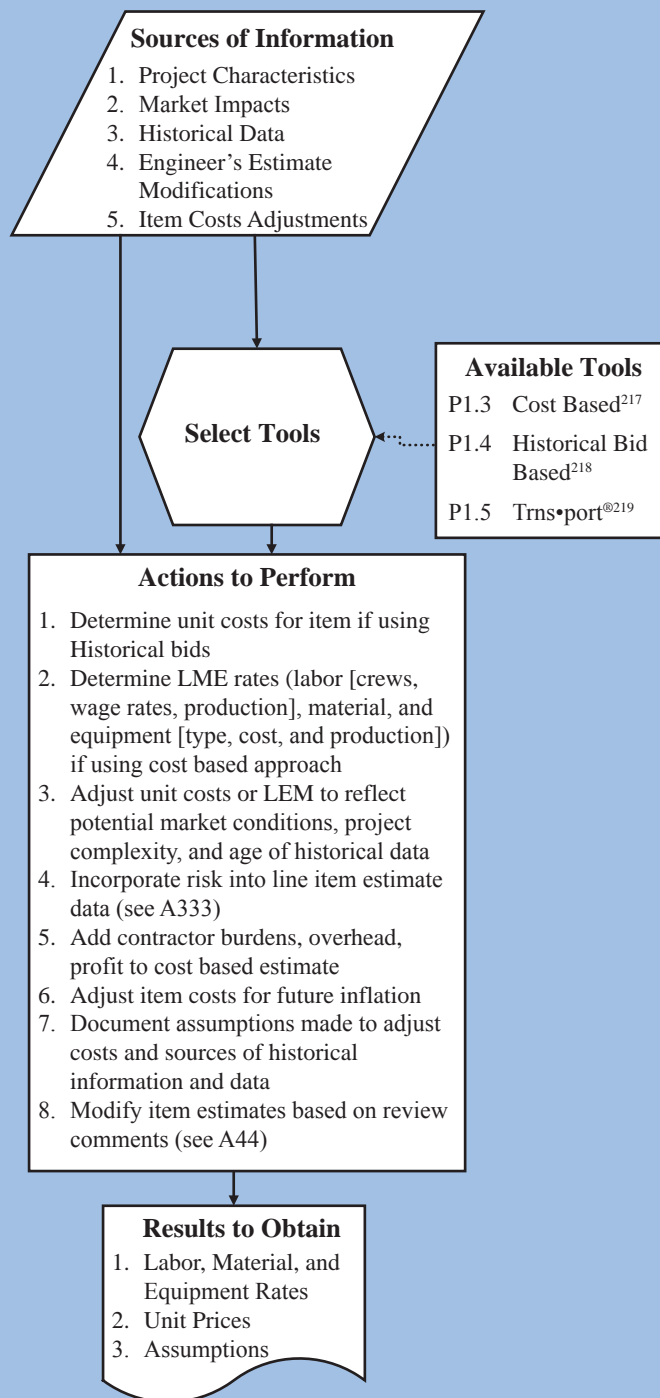 Sources of Information
1. Project Characteristics
2. Market Impacts
3. Historical Data
4. Engineer’s Estimate
Modifications
5. Item Costs Adjustments
Select Tools
Available Tools
P1.3 Cost Based217
P1.4 Historical Bid
Based218
P1.5 Trns•port®219
Actions to Perform
1. Determine unit costs for item if using
Historical bids
2. Determine LME rates (labor [crews,
wage rates, production], material, and
equipment [type, cost, and production])
if using cost based approach
3. Adjust unit costs or LEM to reflect
potential market conditions, project
complexity, and age of historical data
4. Incorporate risk into line item estimate
data (see A333)
5. Add contractor burdens, overhead,
profit to cost based estimate
6. Adjust item costs for future inflation
7. Document assumptions made to adjust
costs and sources of historical
information and data
8. Modify item estimates based on review
comments (see A44)
Results to Obtain
1. Labor, Material, and
Equipment Rates
2. Unit Prices
3. Assumptions